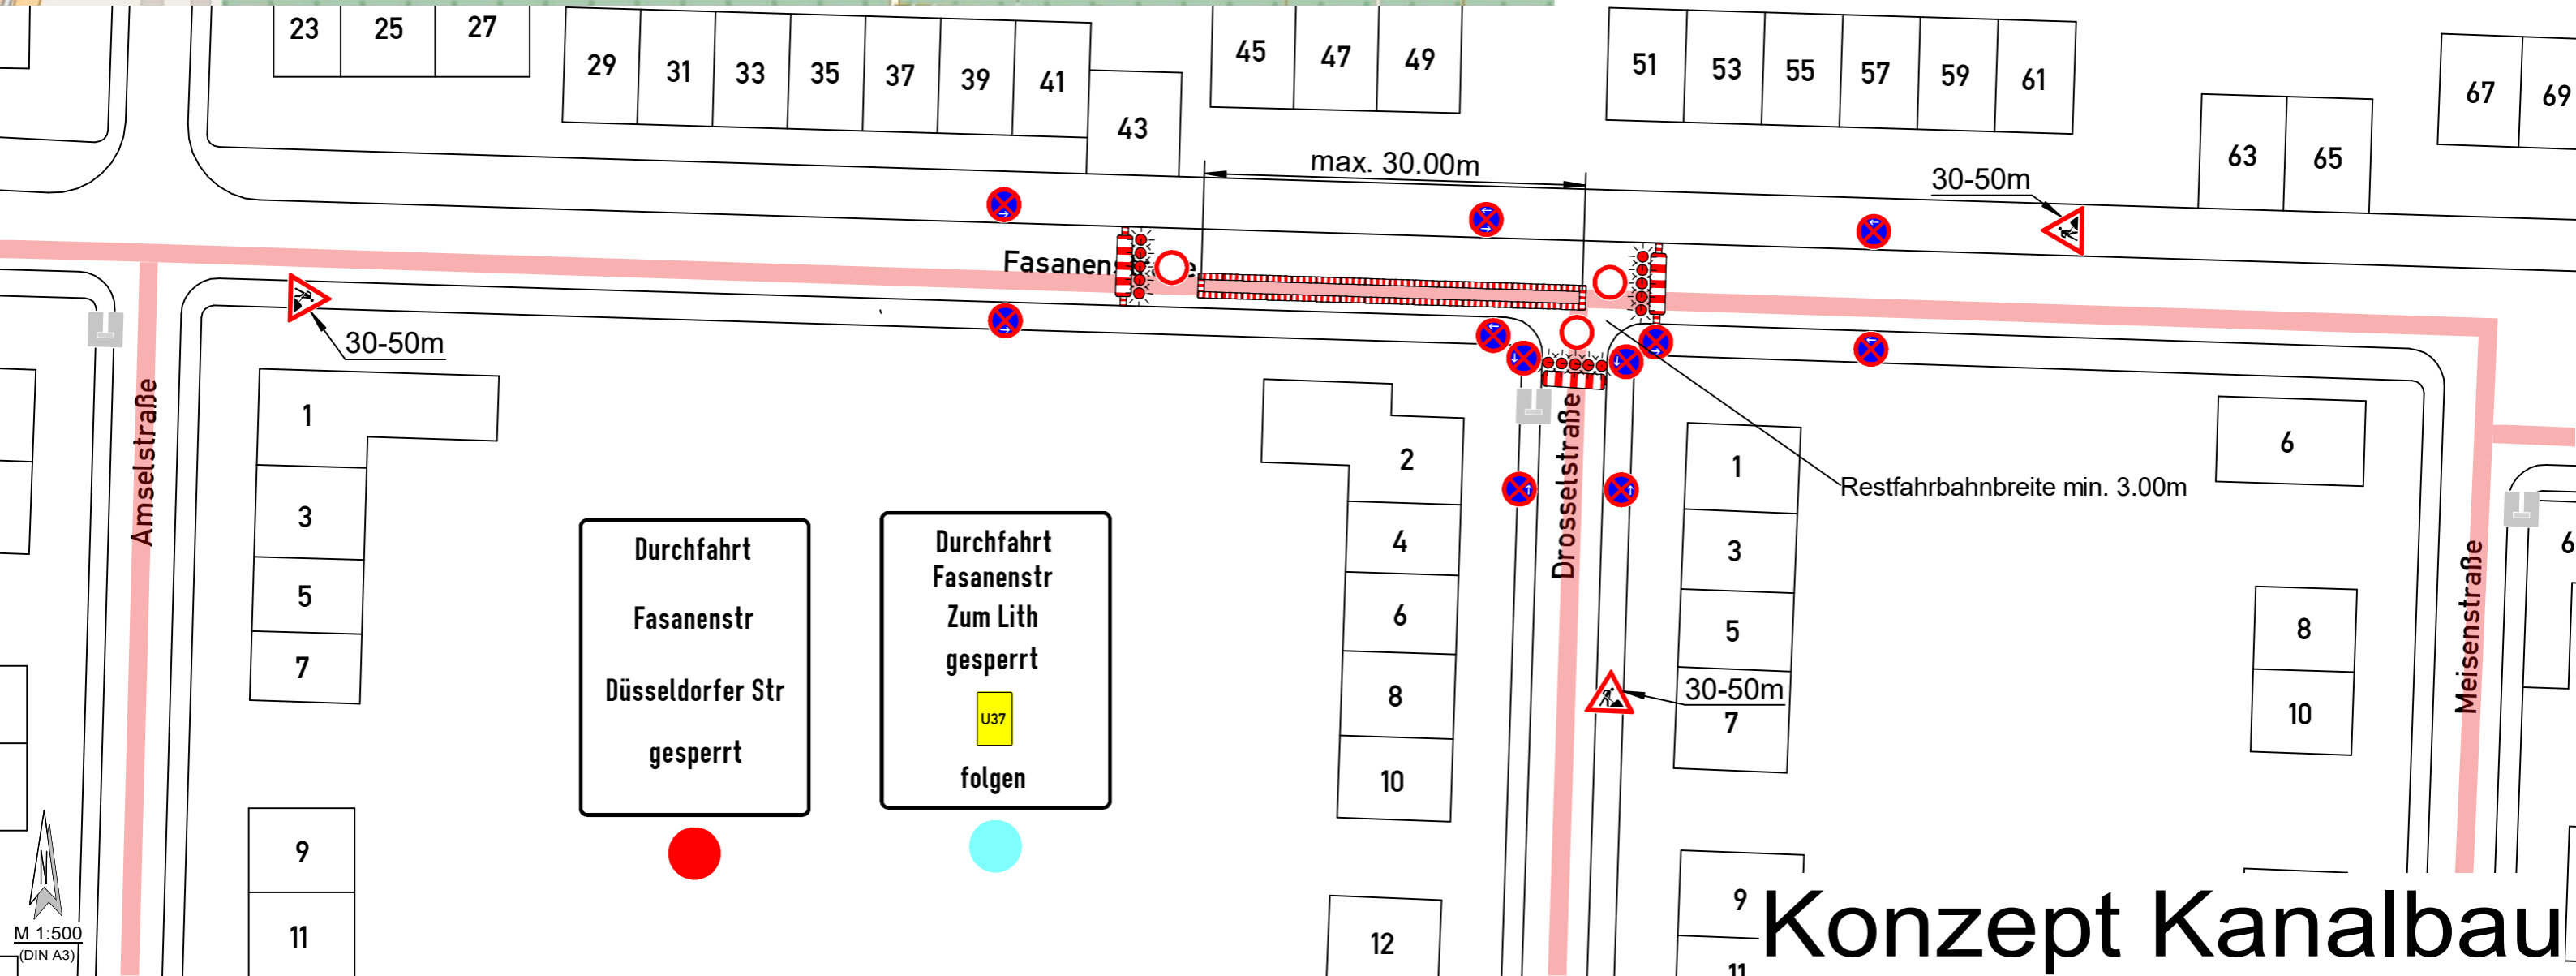 23 25 27
29 31 33 35 37 39 41
43
45 47 49
51 53 55 57 59 61
63 65
67 69
max. 30.00m
30-50m
Fasanen
30-50m
Amselstraße
1
3
5
7
9
11
Durchfahrt
Fasanenstr
Düsseldorfer Str
gesperrt
Durchfahrt
Fasanenstr
Zum Lith
gesperrt
U37
folgen
2
4
6
8
10
12
Drosselstraße
Restfahrbahnbreite min. 3.00m
30-50m
1
3
5
7
9
11
6
8
10
Meisenstraße
6
N
M 1:500
(DIN A3)
Konzept Kanalbau